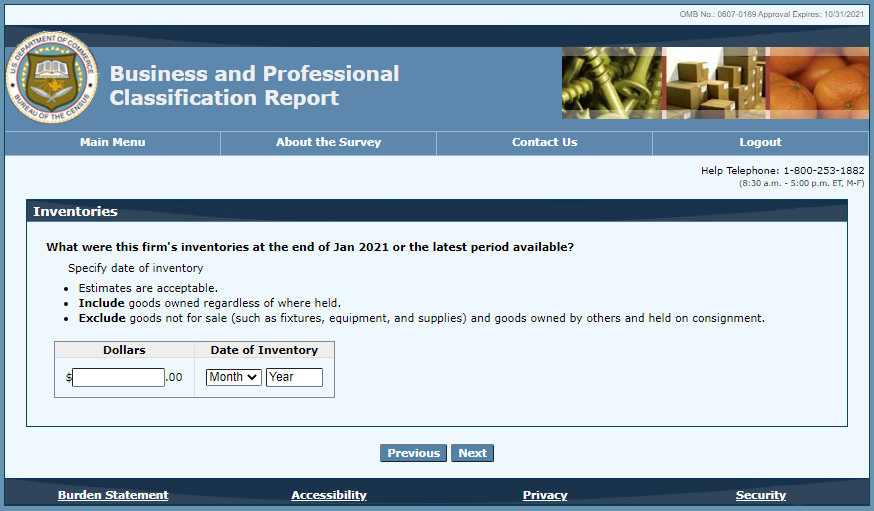 OMB No.: 0607-0189 Approval Expires: 10/31/2021
U.S. DEPARTMENT OF COMMERCE
BUREAU OF THE CENSUS
Business and Professional
Classification Report
Main Menu About the Survey Contact Us Logout
Help Telephone: 1-800-253-1882
(8:30 a.m. - 5:00 p.m. ET, M-F)
Inventories
What were this firm's inventories at the end of Jan 2021 or the latest period available?
Specify date of inventory
• Estimates are acceptable.
• Include goods owned regardless of where held.
• Exclude goods not for sale (such as fixtures, equipment, and supplies) and goods owned by others and held on consignment.
Dollars Date of Inventory
$ .00 Month Year
Previous Next
Burden Statement Accessibility Privacy Security